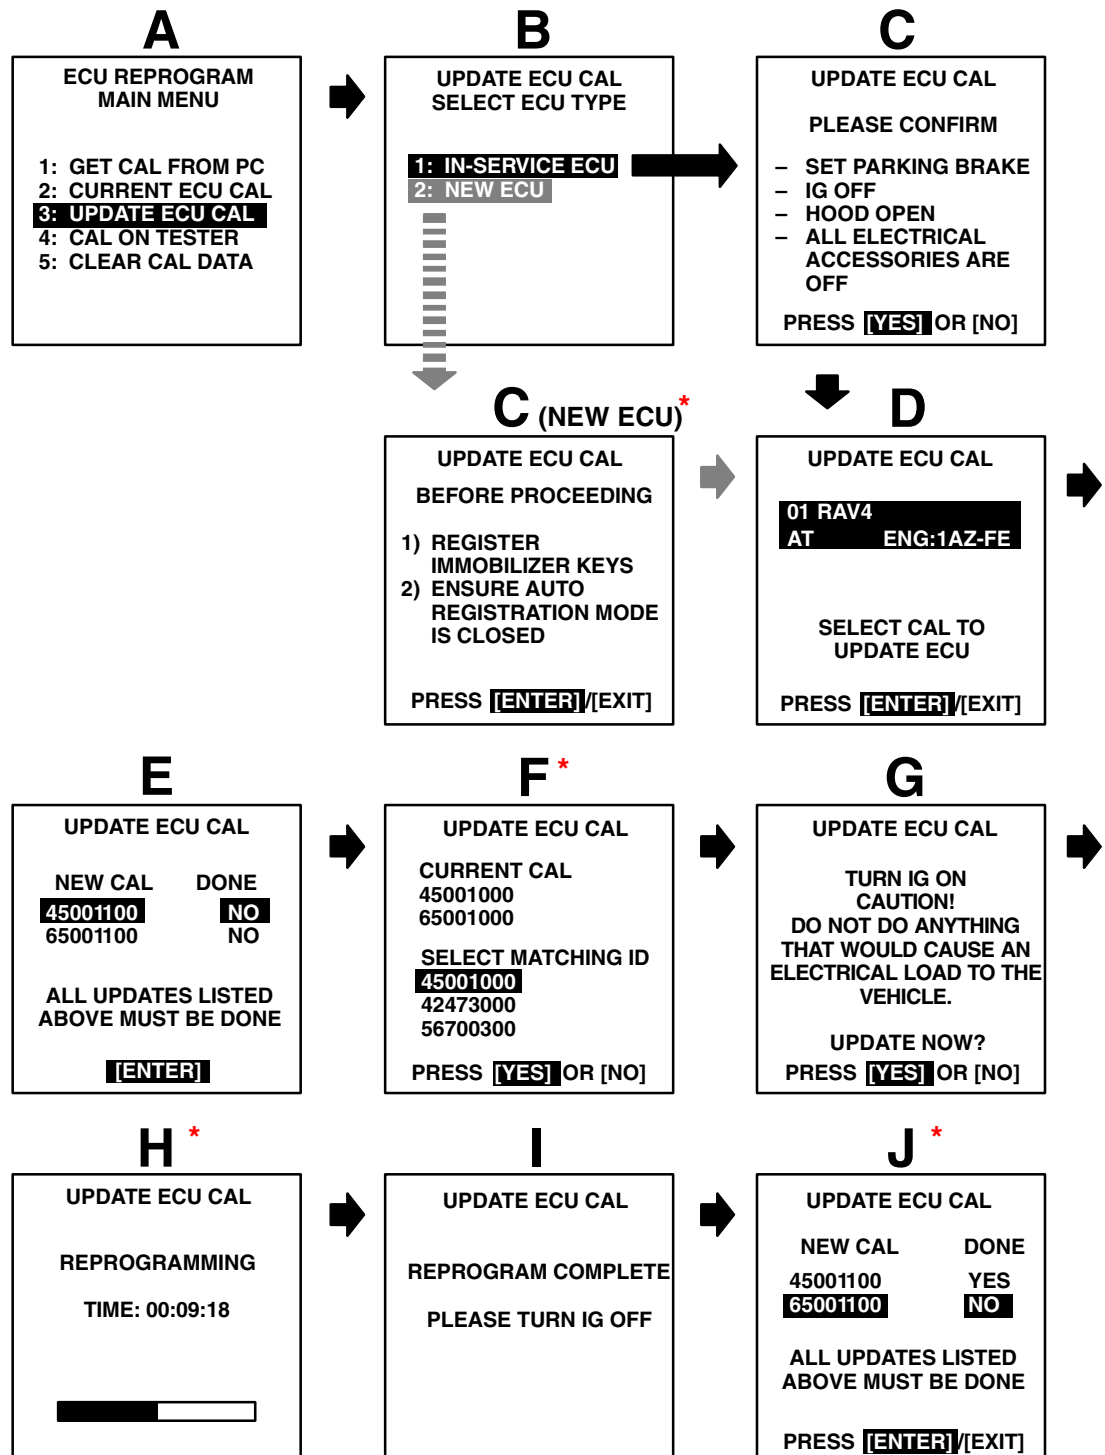 A
ECU REPROGRAM
MAIN MENU
1: GET CAL FROM PC
2: CURRENT ECU CAL
3: UPDATE ECU CAL
4: CAL ON TESTER
5: CLEAR CAL DATA
B
UPDATE ECU CAL
SELECT ECU TYPE
1: IN-SERVICE ECU
2: NEW ECU
C
UPDATE ECU CAL
PLEASE CONFIRM
– SET PARKING BRAKE
– IG OFF
– HOOD OPEN
– ALL ELECTRICAL
ACCESSORIES ARE
OFF
PRESS [YES] OR [NO]
C (NEW ECU)*
UPDATE ECU CAL
BEFORE PROCEEDING
1) REGISTER
IMMOBILIZER KEYS
2) ENSURE AUTO
REGISTRATION MODE
IS CLOSED
PRESS [ENTER]/[EXIT]
D
UPDATE ECU CAL
01 RAV4
AT ENG:1AZ-FE
SELECT CAL TO
UPDATE ECU
PRESS [ENTER]/[EXIT]
E
UPDATE ECU CAL
NEW CAL DONE
45001100 NO
65001100 NO
ALL UPDATES LISTED
ABOVE MUST BE DONE
[ENTER]
F *
UPDATE ECU CAL
CURRENT CAL
45001000
65001000
SELECT MATCHING ID
45001000
42473000
56700300
PRESS [YES] OR [NO]
G
UPDATE ECU CAL
TURN IG ON
CAUTION!
DO NOT DO ANYTHING
THAT WOULD CAUSE AN
ELECTRICAL LOAD TO THE
VEHICLE.
UPDATE NOW?
PRESS [YES] OR [NO]
H *
UPDATE ECU CAL
REPROGRAMMING
TIME: 00:09:18
I
UPDATE ECU CAL
REPROGRAM COMPLETE
PLEASE TURN IG OFF
J *
UPDATE ECU CAL
NEW CAL DONE
45001100 YES
65001100 NO
ALL UPDATES LISTED
ABOVE MUST BE DONE
PRESS [ENTER]/[EXIT]